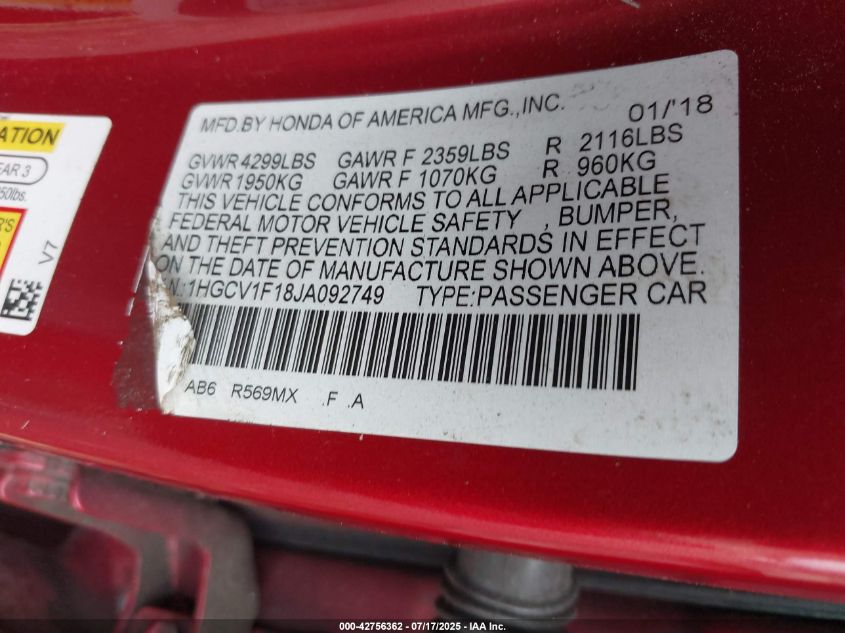 MFD.BY HONDA OF AMERICA MFG.,INC. 01/'18
GVWR 4299LBS GAWR F 2359LBS R 2116LBS
GVWR 1950KG GAWR F 1070KG R 960KG
THIS VEHICLE CONFORMS TO ALL APPLICABLE
FEDERAL MOTOR VEHICLE SAFETY , BUMPER,
AND THEFT PREVENTION STANDARDS IN EFFECT
ON THE DATE OF MANUFACTURE SHOWN ABOVE.
N:1HGCV1F18JA092749 TYPE:PASSENGER CAR
AB6 R569MX .F .A
ATION
EAR 3
50lbs.
R'S
V7
000-42756362 | 07/17/2025 - IAA Inc.